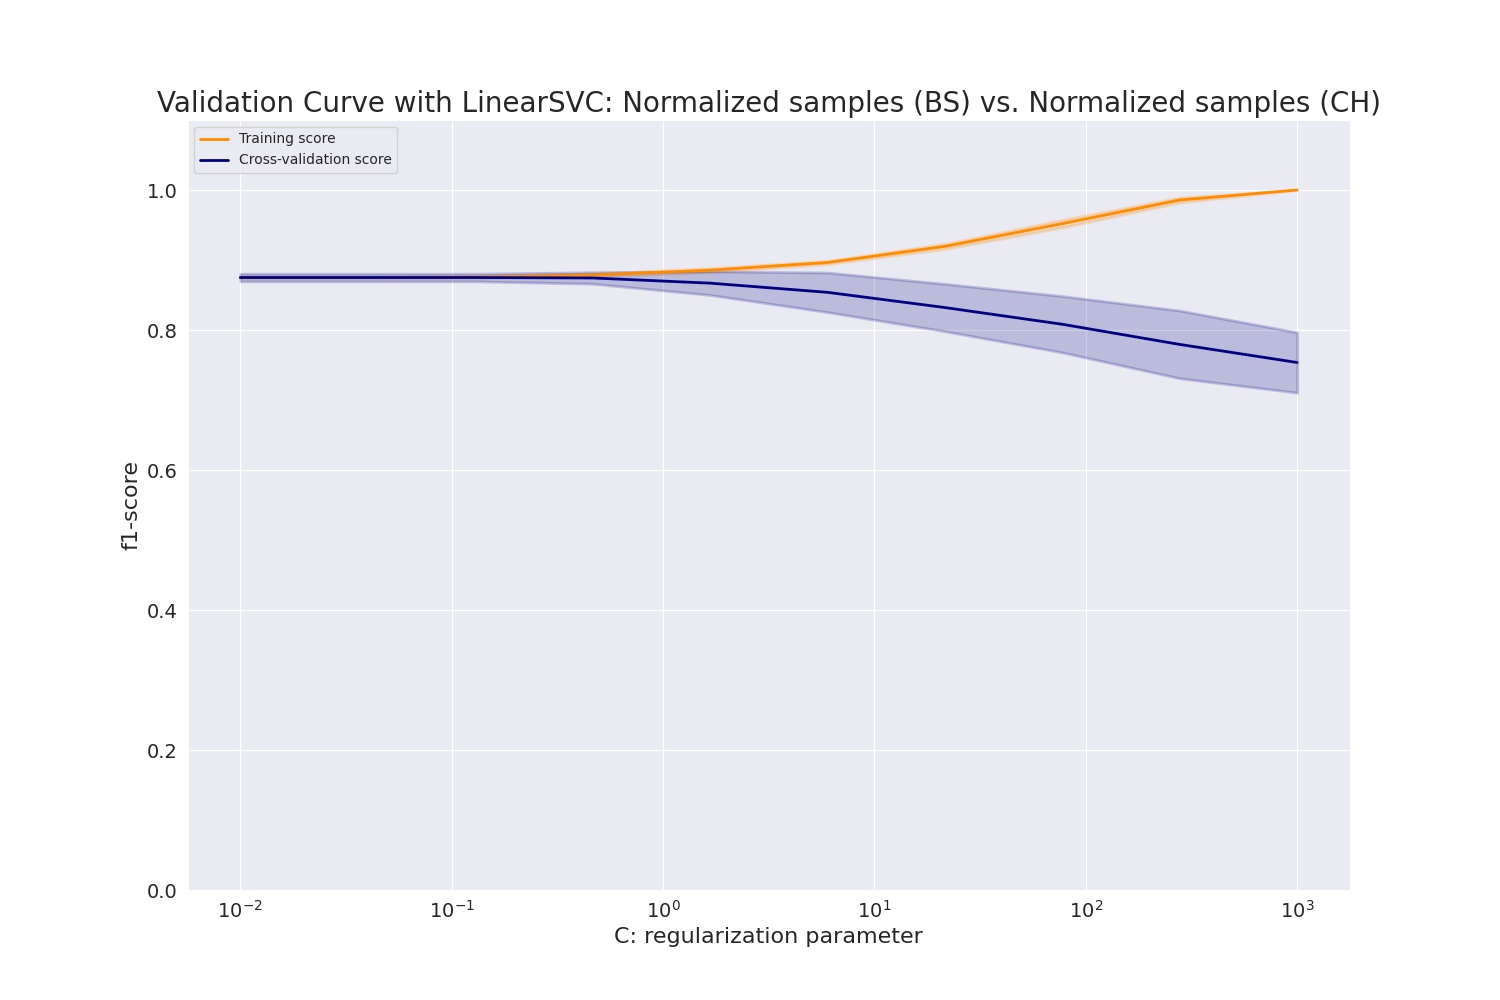 Validation Curve with LinearSVC: Normalized samples (BS) vs. Normalized samples (CH)
Training score
Cross-validation score
1.0
0.8
0.6
0.4
0.2
0.0
f1-score
10⁻² 10⁻¹ 10⁰ 10¹ 10² 10³
C: regularization parameter